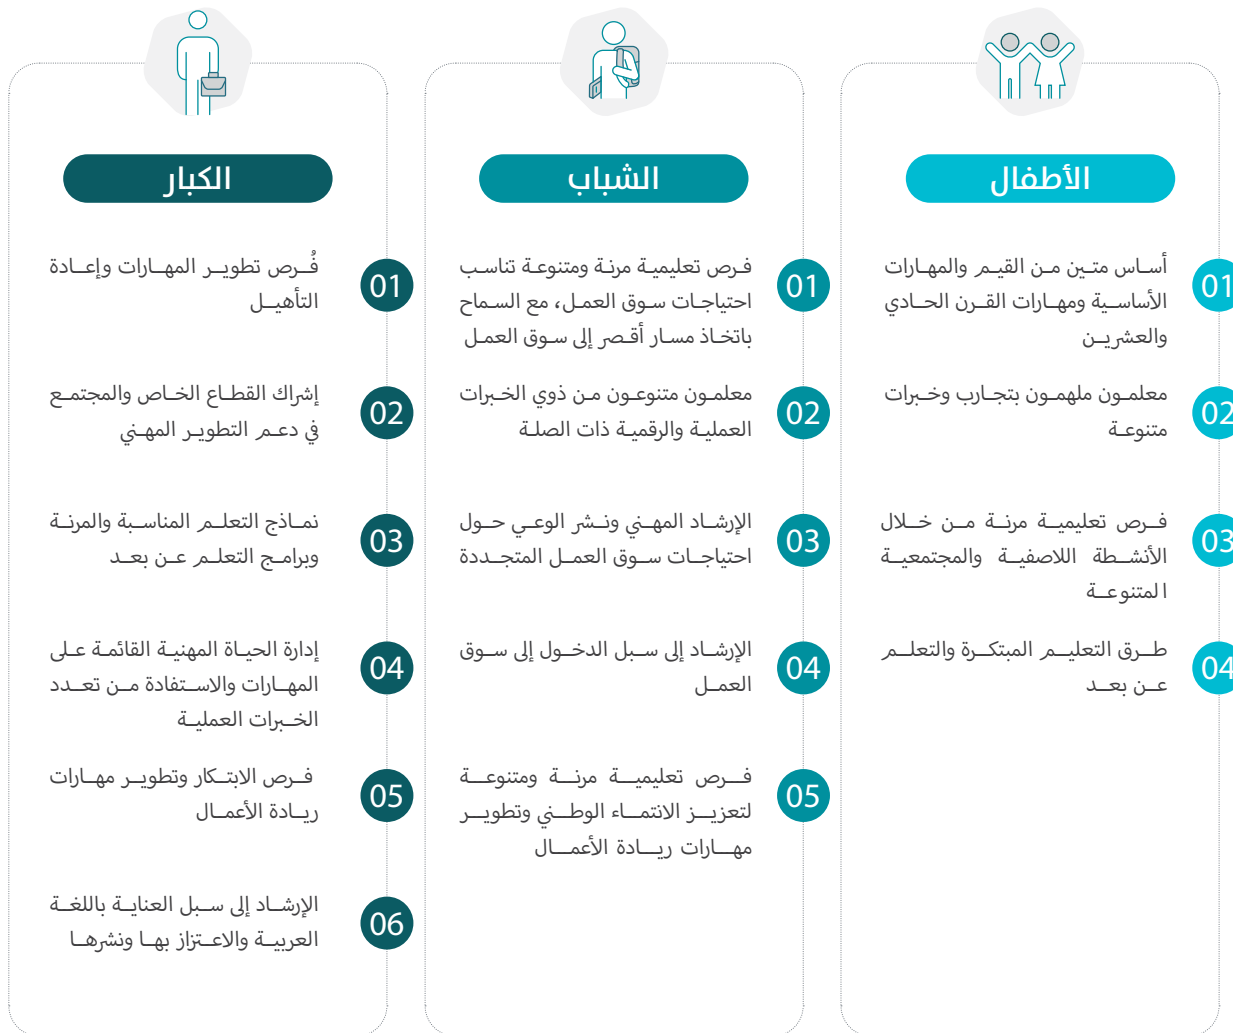 الأطفال
01
أساس متين من القيم والمهارات
الأساسية ومهارات القرن الحادي
والعشرين
02
معلمون ملهمون بتجارب وخبرات
متنوعة
03
فرص تعليمية مرنة من خلال
الأنشطة اللاصفية والمجتمعية
المتنوعة
04
طرق التعليم المبتكرة والتعلم
عن بعد
الشباب
01
فرص تعليمية مرنة ومتنوعة تناسب
احتياجات سوق العمل، مع السماح
باتخاذ مسار أقصر إلى سوق العمل
02
معلمون متنوعون من ذوي الخبرات
العملية والرقمية ذات الصلة
03
الإرشاد المهني ونشر الوعي حول
احتياجات سوق العمل المتجددة
04
الإرشاد إلى سبل الدخول إلى سوق
العمل
05
فرص تعليمية مرنة ومتنوعة
لتعزيز الانتماء الوطني وتطوير
مهارات ريادة الأعمال
الكبار
01
فُرص تطوير المهارات وإعادة
التأهيل
02
إشراك القطاع الخاص والمجتمع
في دعم التطوير المهني
03
نماذج التعلم المناسبة والمرنة
وبرامج التعلم عن بعد
04
إدارة الحياة المهنية القائمة على
المهارات والاستفادة من تعدد
الخبرات العملية
05
فرص الابتكار وتطوير مهارات
ريادة الأعمال
06
الإرشاد إلى سبل العناية باللغة
العربية والاعتزاز بها ونشرها